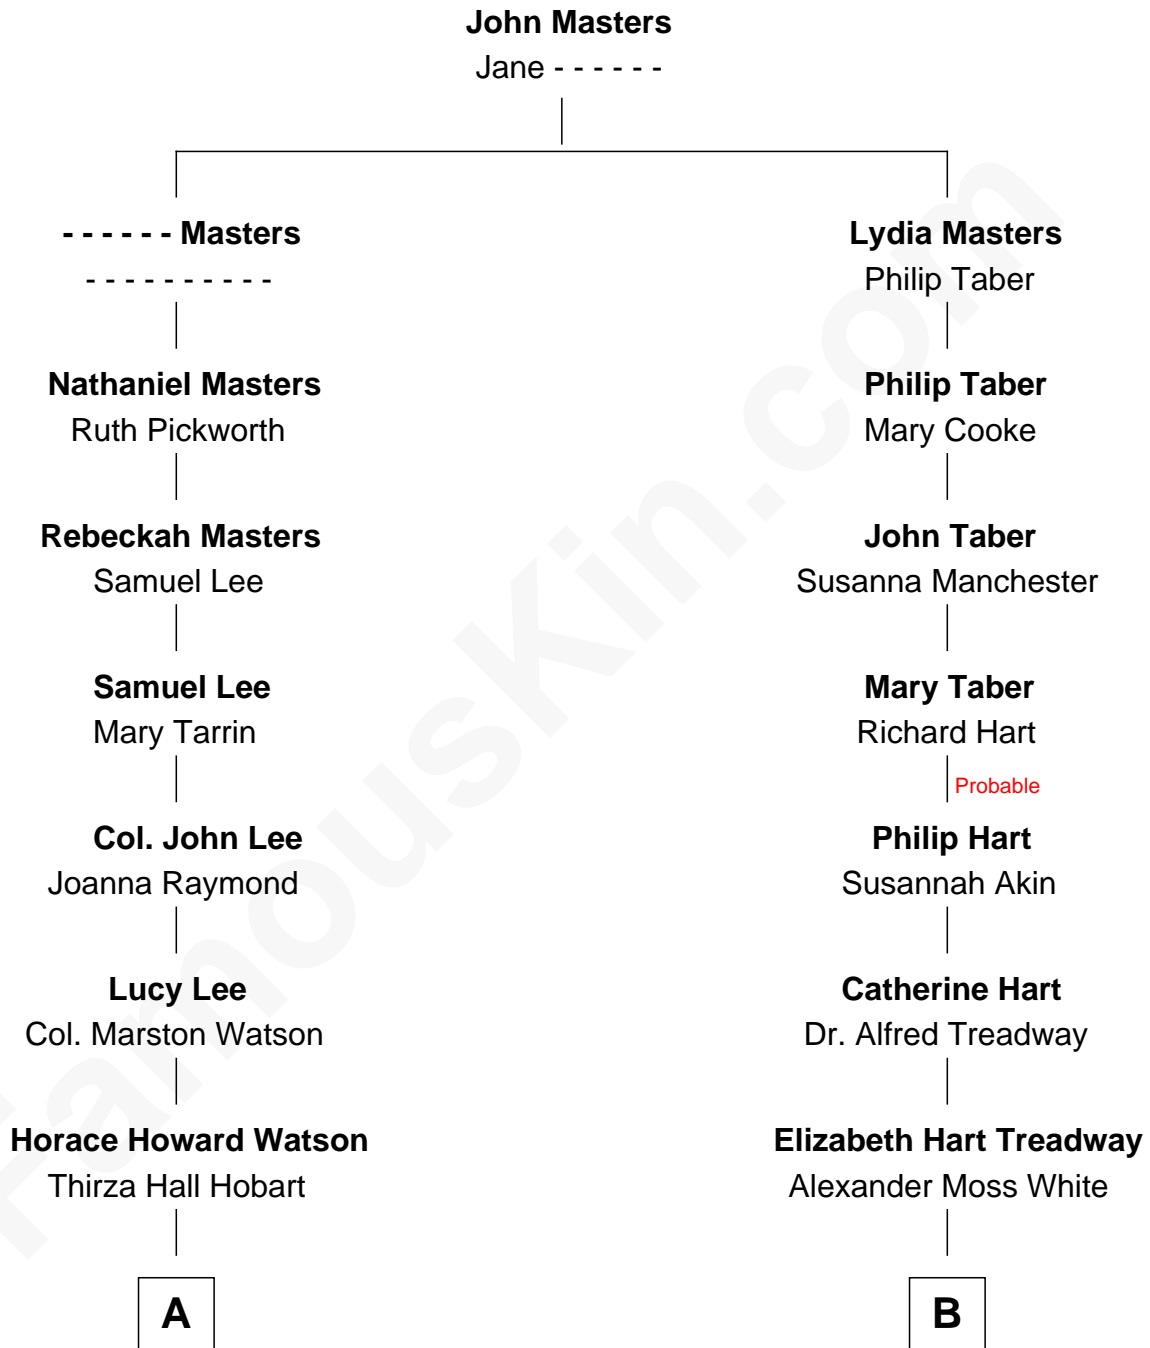 John Masters
Jane - - - - - -
- - - - - - Masters
- - - - - - - - - -
Nathaniel Masters
Ruth Pickworth
Rebeckah Masters
Samuel Lee
Samuel Lee
Mary Tarrin
Col. John Lee
Joanna Raymond
Lucy Lee
Col. Marston Watson
Horace Howard Watson
Thirza Hall Hobart
A
Lydia Masters
Philip Taber
Philip Taber
Mary Cooke
John Taber
Susanna Manchester
Mary Taber
Richard Hart
Probable
Philip Hart
Susannah Akin
Catherine Hart
Dr. Alfred Treadway
Elizabeth Hart Treadway
Alexander Moss White
B
FamousKin.com